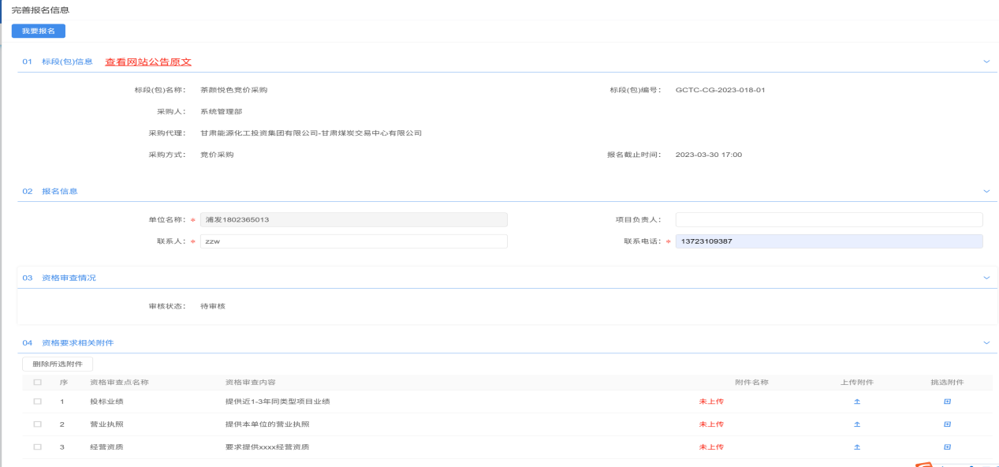 完善报名信息
我要报名
01 标段(包)信息 查看网站公告原文
标段(包)名称: 茶颜悦色竞价采购 标段(包)编号: GCTC-CG-2023-018-01
采购人: 系统管理部
采购代理: 甘肃能源化工投资集团有限公司-甘肃煤炭交易中心有限公司
采购方式: 竞价采购 报名截止时间: 2023-03-30 17:00
02 报名信息
单位名称: * 浦发1802365013 项目负责人:
联系人: * zzw 联系电话: * 13723109387
03 资格审查情况
审核状态: 待审核
04 资格要求相关附件
删除所选附件
序 资格审查点名称 资格审查内容 附件名称 上传附件 挑选附件
1 投标业绩 提供近1-3年同类型项目业绩 未上传
2 营业执照 提供本单位的营业执照 未上传
3 经营资质 要求提供xxxx经营资质 未上传